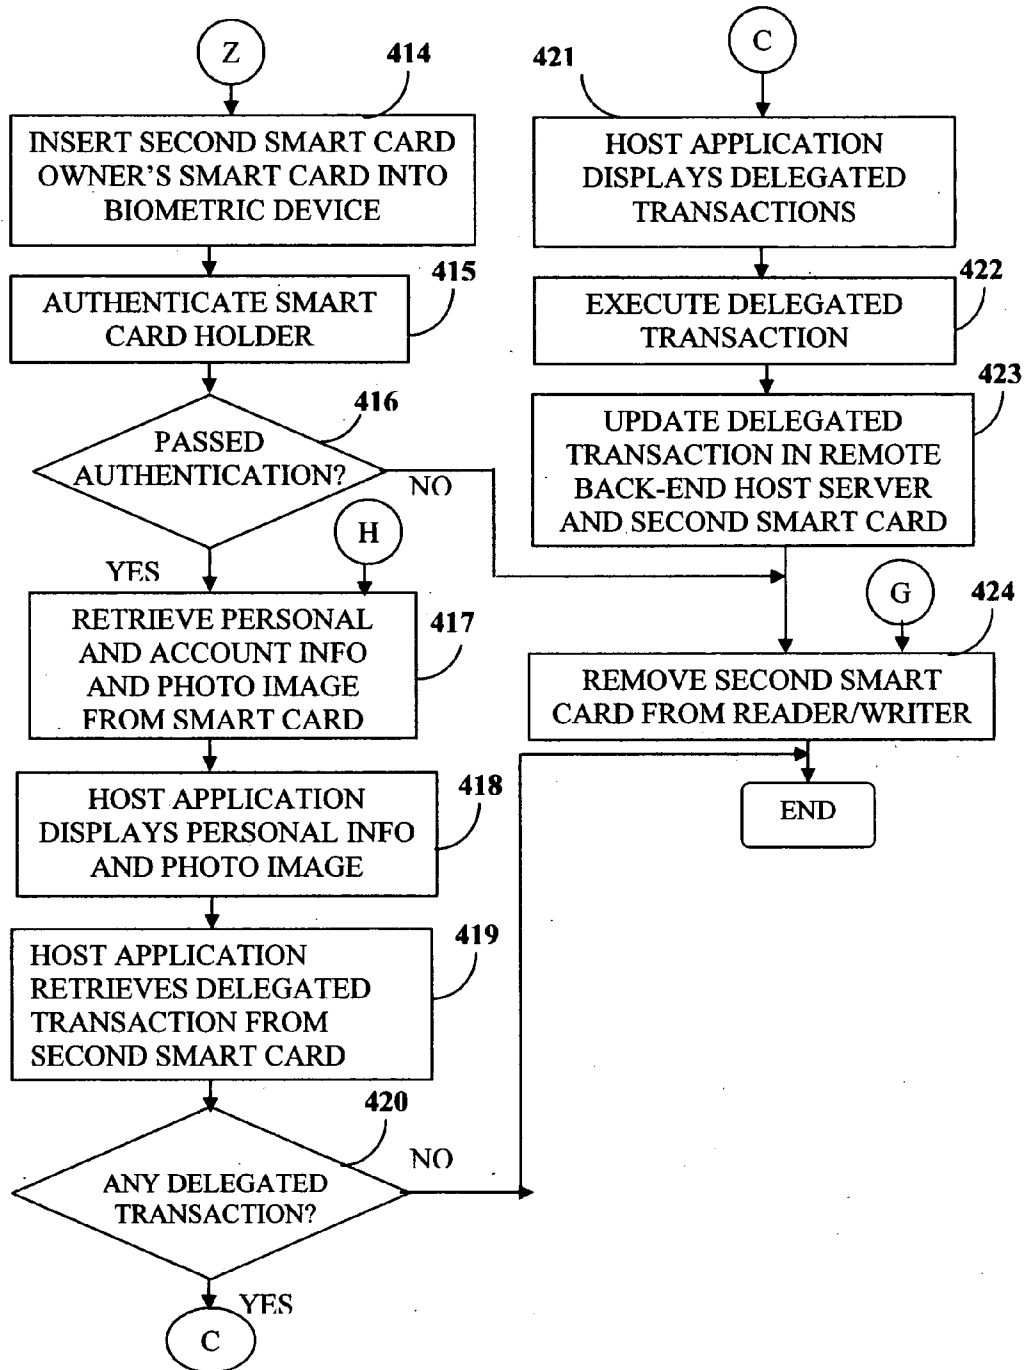 Z
414
INSERT SECOND SMART CARD
OWNER'S SMART CARD INTO
BIOMETRIC DEVICE
415
AUTHENTICATE SMART
CARD HOLDER
416
PASSED
AUTHENTICATION?
NO
YES
H
RETRIEVE PERSONAL
AND ACCOUNT INFO
AND PHOTO IMAGE
FROM SMART CARD
417
HOST APPLICATION
DISPLAYS PERSONAL INFO
AND PHOTO IMAGE
418
HOST APPLICATION
RETRIEVES DELEGATED
TRANSACTION FROM
SECOND SMART CARD
419
420
ANY DELEGATED
TRANSACTION?
NO
YES
C
C
421
HOST APPLICATION
DISPLAYS DELEGATED
TRANSACTIONS
422
EXECUTE DELEGATED
TRANSACTION
423
UPDATE DELEGATED
TRANSACTION IN REMOTE
BACK-END HOST SERVER
AND SECOND SMART CARD
G
424
REMOVE SECOND SMART
CARD FROM READER/WRITER
END